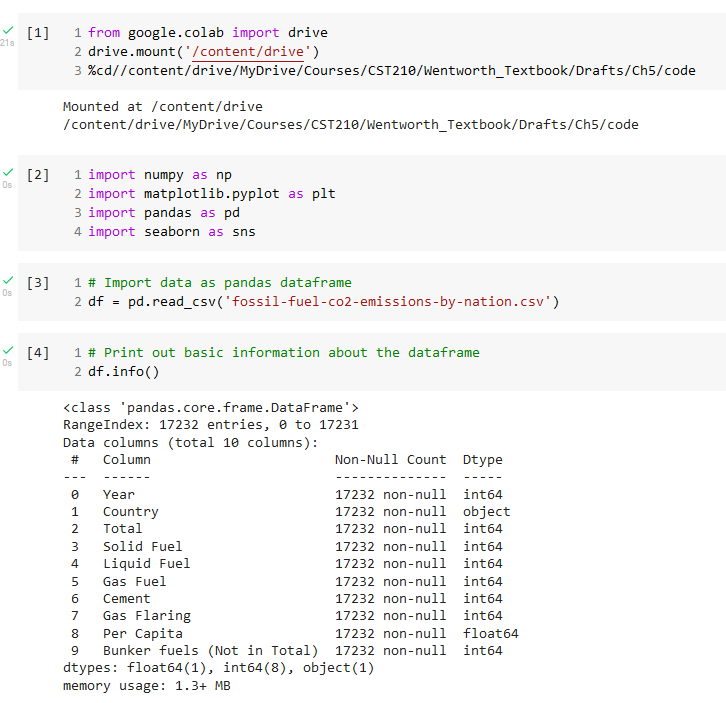 [1] 1 from google.colab import drive
21s 2 drive.mount('/content/drive')
3 %cd//content/drive/MyDrive/Courses/CST210/Wentworth_Textbook/Drafts/Ch5/code
Mounted at /content/drive
/content/drive/MyDrive/Courses/CST210/Wentworth_Textbook/Drafts/Ch5/code
[2] 1 import numpy as np
0s 2 import matplotlib.pyplot as plt
3 import pandas as pd
4 import seaborn as sns
[3] 1 # Import data as pandas dataframe
0s 2 df = pd.read_csv('fossil-fuel-co2-emissions-by-nation.csv')
[4] 1 # Print out basic information about the dataframe
0s 2 df.info()
<class 'pandas.core.frame.DataFrame'>
RangeIndex: 17232 entries, 0 to 17231
Data columns (total 10 columns):
# Column Non-Null Count Dtype
--- ------ -------------- -----
0 Year 17232 non-null int64
1 Country 17232 non-null object
2 Total 17232 non-null int64
3 Solid Fuel 17232 non-null int64
4 Liquid Fuel 17232 non-null int64
5 Gas Fuel 17232 non-null int64
6 Cement 17232 non-null int64
7 Gas Flaring 17232 non-null int64
8 Per Capita 17232 non-null float64
9 Bunker fuels (Not in Total) 17232 non-null int64
dtypes: float64(1), int64(8), object(1)
memory usage: 1.3+ MB